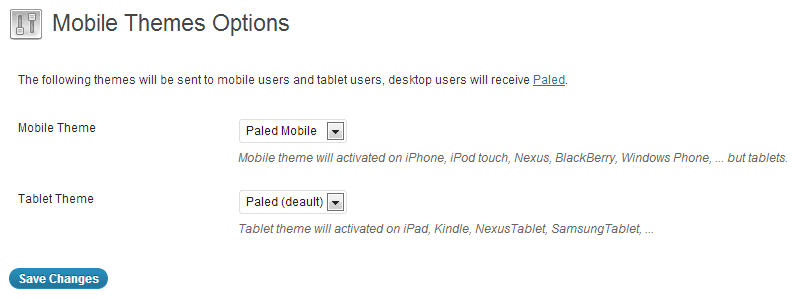 Mobile Themes Options
The following themes will be sent to mobile users and tablet users, desktop users will receive Paled.
Mobile Theme
Paled Mobile
Mobile theme will activated on iPhone, iPod touch, Nexus, BlackBerry, Windows Phone, ... but tablets.
Tablet Theme
Paled (deault)
Tablet theme will activated on iPad, Kindle, NexusTablet, SamsungTablet, ...
Save Changes